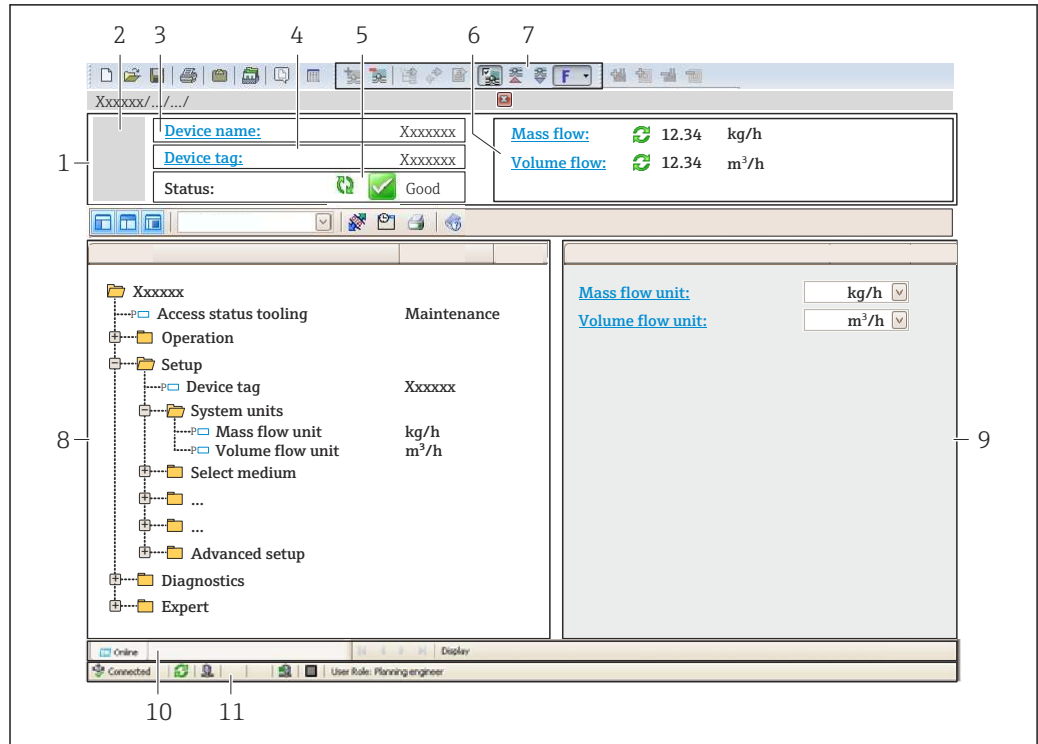 2 3 4 5 6 7
F
Xxxxxx/.../.../
1
Device name: Xxxxxxx
Device tag: Xxxxxxx
Status: Good
Mass flow: 12.34 kg/h
Volume flow: 12.34 m³/h
Xxxxxx
P Access status tooling Maintenance
Operation
Setup
P Device tag Xxxxxx
System units
P Mass flow unit kg/h
P Volume flow unit m³/h
Select medium
...
...
Advanced setup
Diagnostics
Expert
Mass flow unit: kg/h
Volume flow unit: m³/h
8
9
Online Display
Connected User Role: Planning engineer
10 11